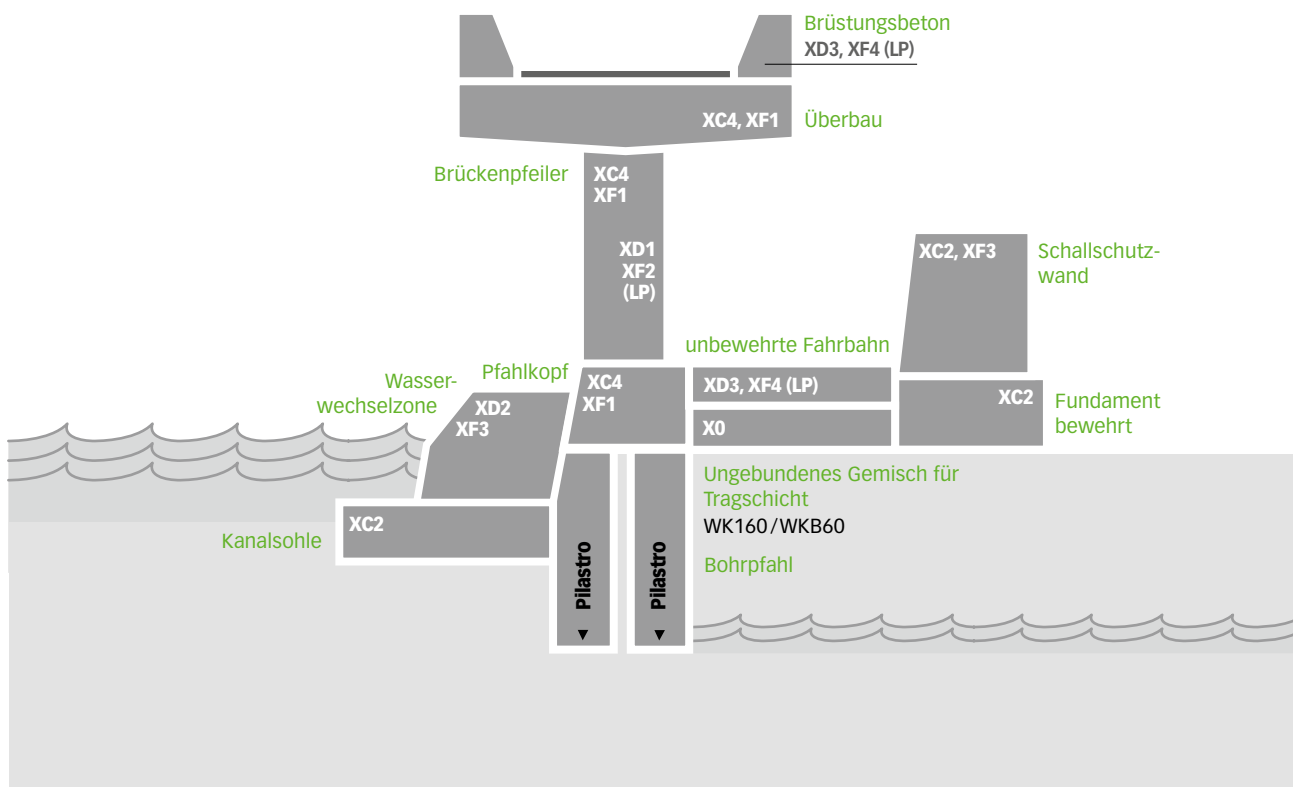 Brüstungsbeton
XD3, XF4 (LP)
XC4, XF1
Überbau
Brückenpfeiler
XC4
XF1
XD1
XF2
(LP)
XC2, XF3
Schallschutz-
wand
unbewehrte Fahrbahn
Pfahlkopf
Wasser-
wechselzone
XD2
XF3
XC4
XF1
XD3, XF4 (LP)
X0
XC2
Fundament
bewehrt
Ungebundenes Gemisch für
Tragschicht
WK160/WKB60
Bohrpfahl
XC2
Kanalsohle
Pilastro
Pilastro